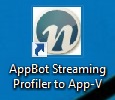 n
AppBot Streaming
Profiler to App-V